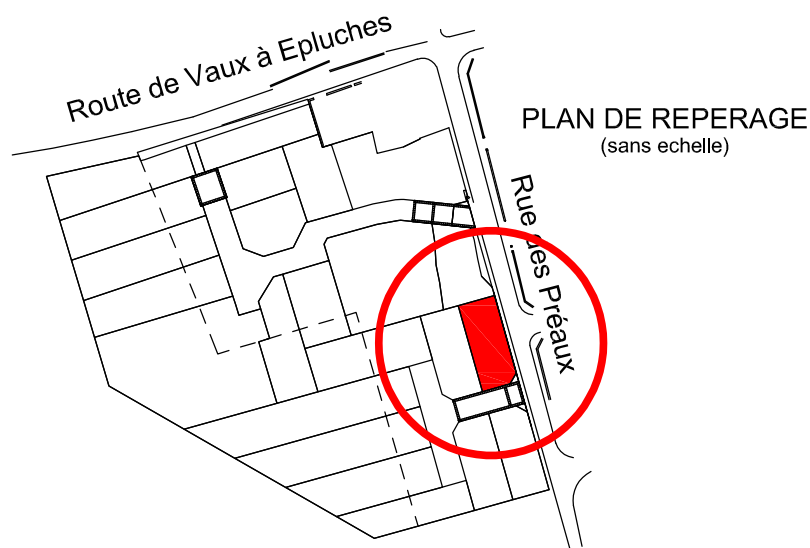 Route de Vaux à Epluches
PLAN DE REPERAGE
(sans echelle)
Rue des Préaux